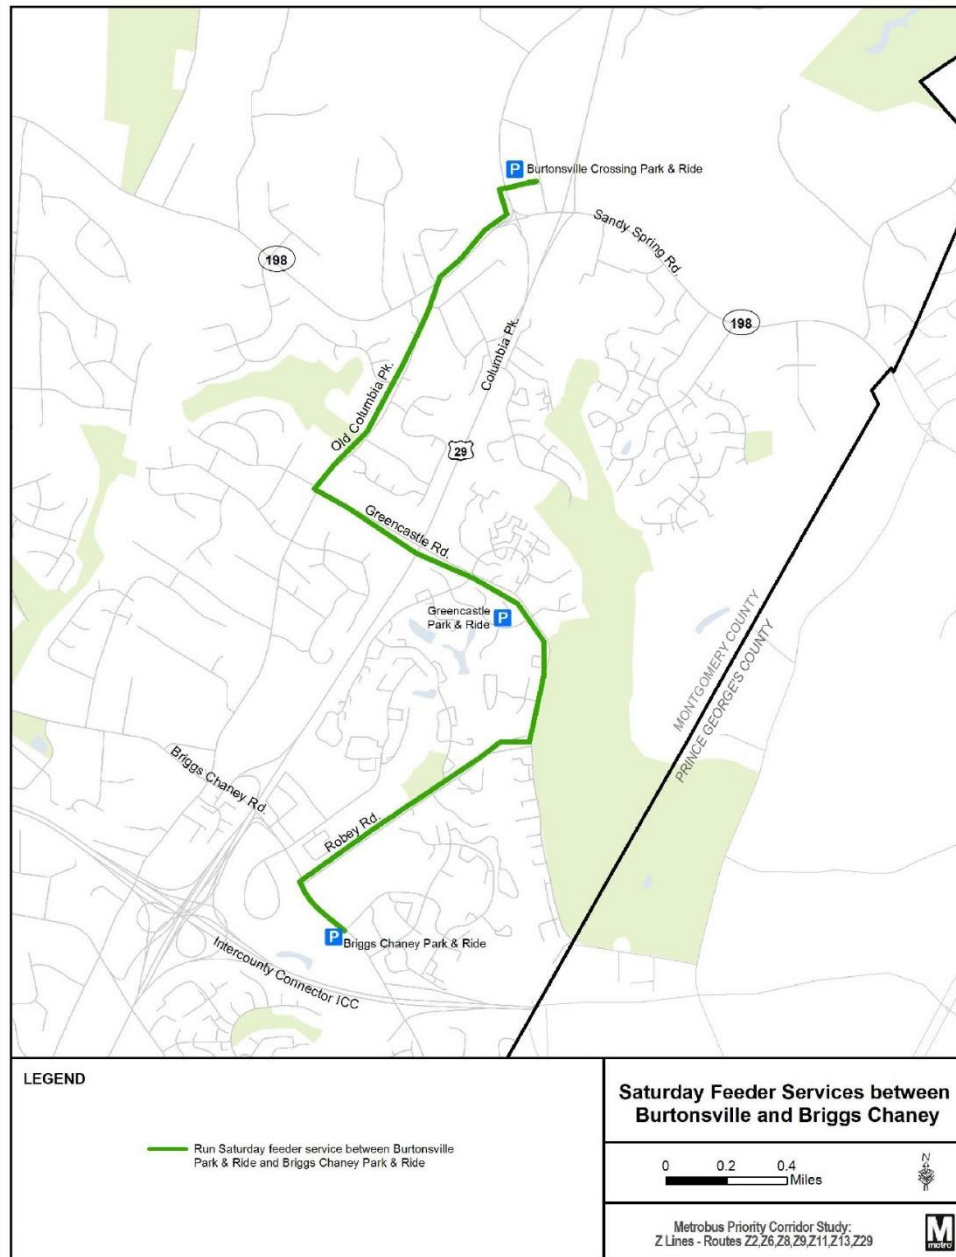 P
Burtonsville Crossing Park & Ride
Sandy Spring Rd.
198
198
Columbia Pk.
Old Columbia Pk.
29
Greencastle Rd.
Greencastle
Park & Ride
P
MONTGOMERY COUNTY
PRINCE GEORGE'S COUNTY
Briggs Chaney Rd.
Robey Rd.
P
Briggs Chaney Park & Ride
Intercounty Connector ICC
LEGEND
Run Saturday feeder service between Burtonsville
Park & Ride and Briggs Chaney Park & Ride
Saturday Feeder Services between
Burtonsville and Briggs Chaney
0 0.2 0.4
Miles
N
Metrobus Priority Corridor Study:
Z Lines - Routes Z2,Z6,Z8,Z9,Z11,Z13,Z29
M
metro